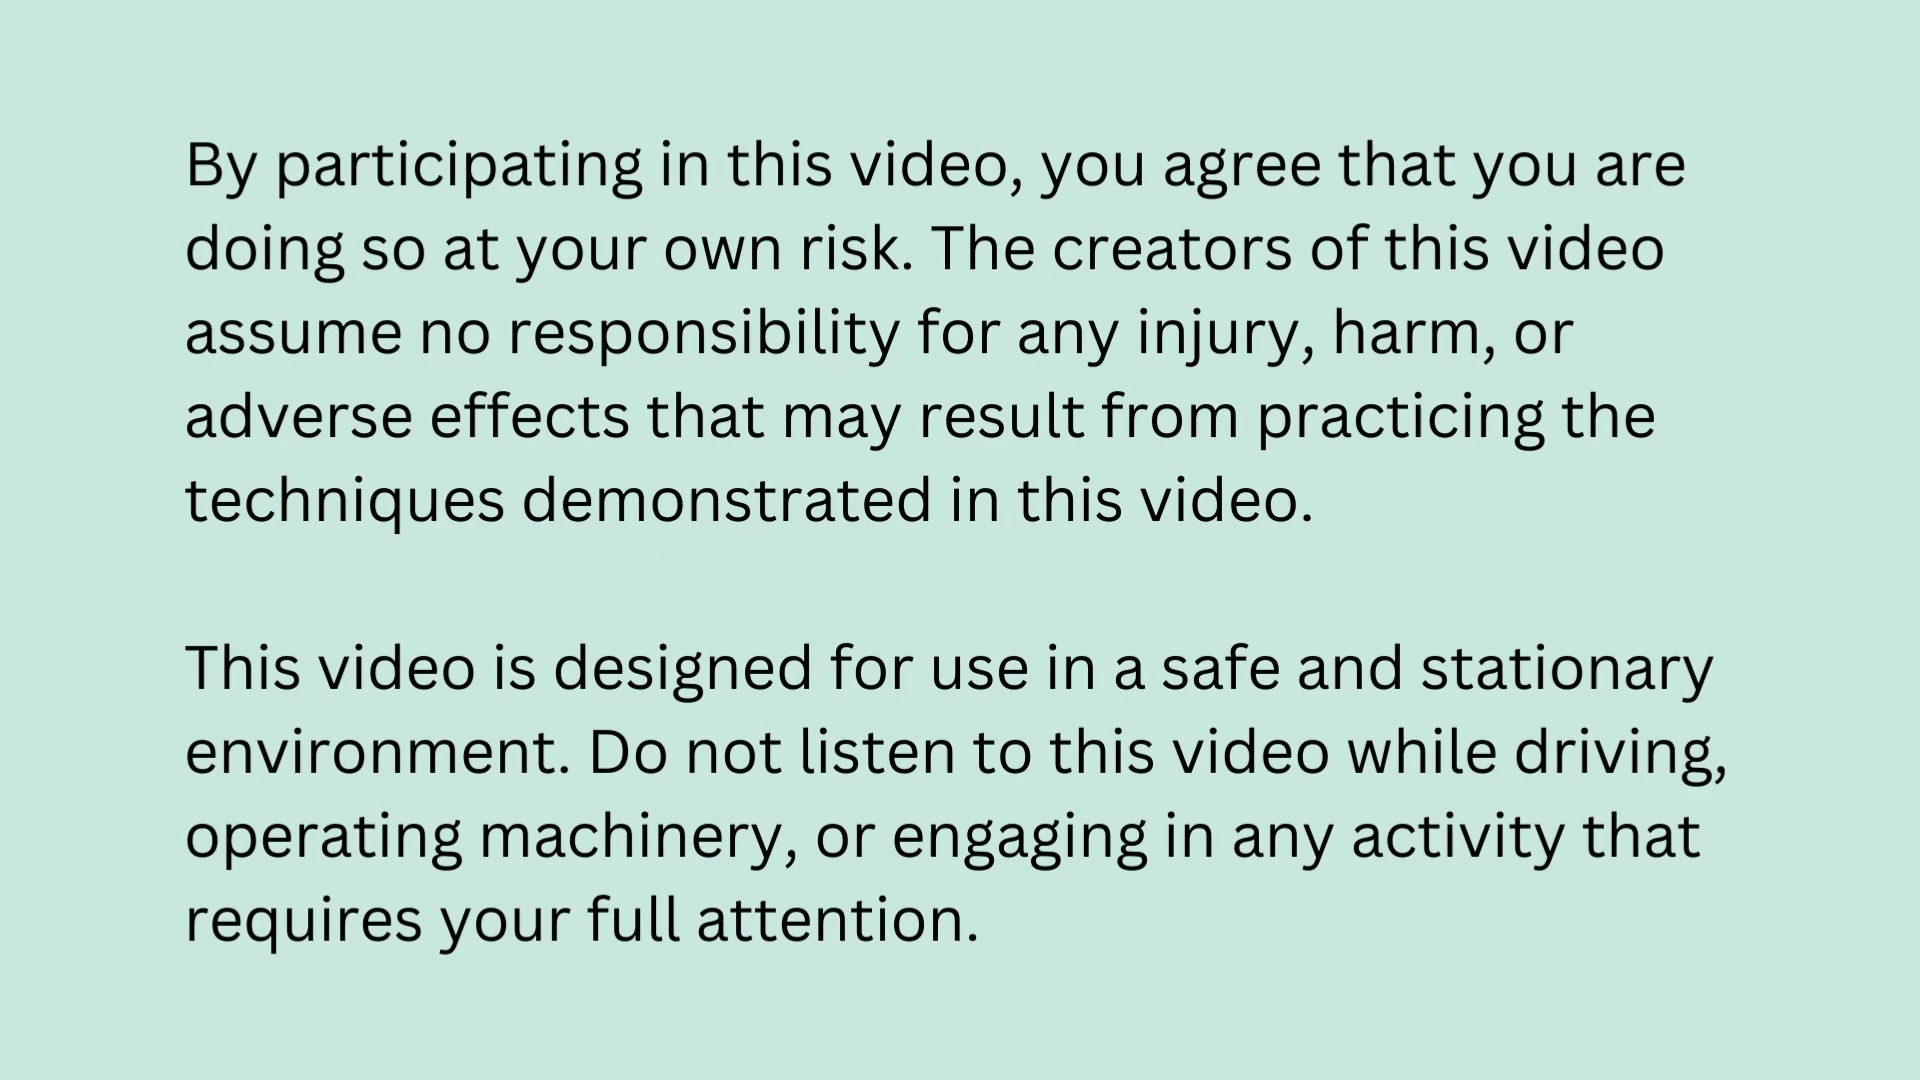 By participating in this video, you agree that you are
doing so at your own risk. The creators of this video
assume no responsibility for any injury, harm, or
adverse effects that may result from practicing the
techniques demonstrated in this video.
This video is designed for use in a safe and stationary
environment. Do not listen to this video while driving,
operating machinery, or engaging in any activity that
requires your full attention.